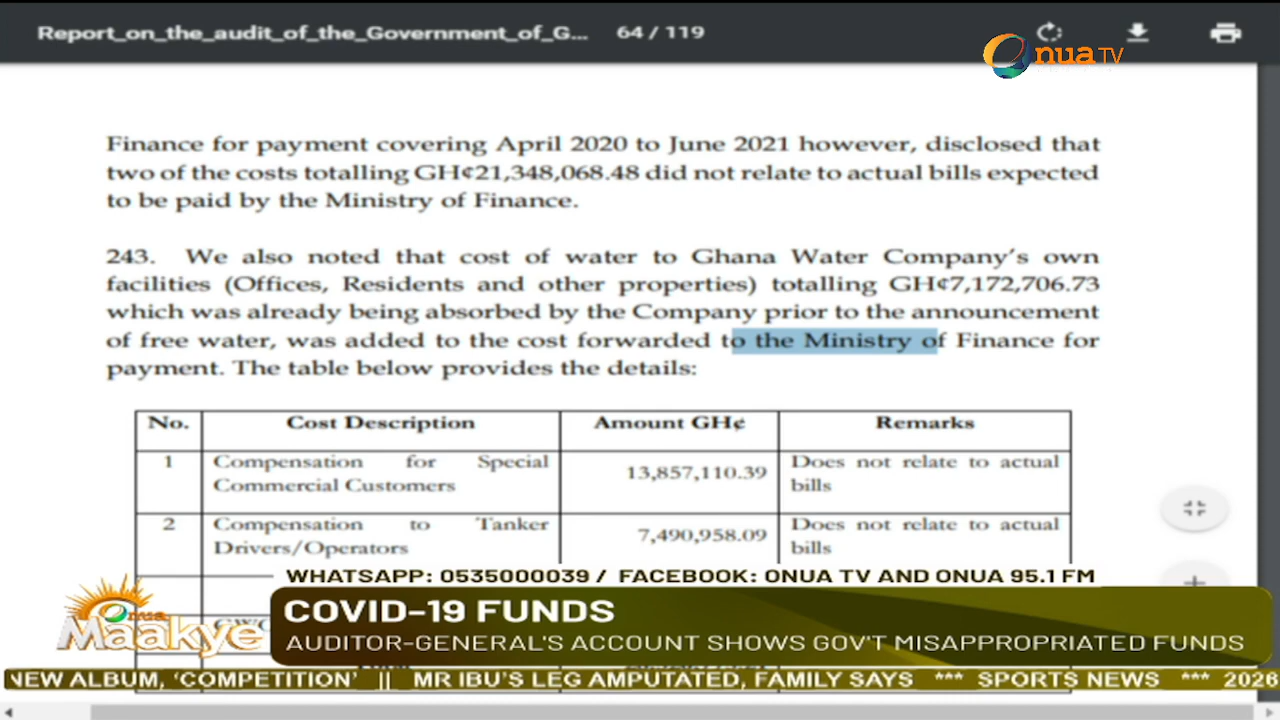 Report_on_the_audit_of_the_Government_of_G... 64 / 119
Onua TV
Finance for payment covering April 2020 to June 2021 however, disclosed that
two of the costs totalling GH¢21,348,068.48 did not relate to actual bills expected
to be paid by the Ministry of Finance.
243. We also noted that cost of water to Ghana Water Company's own
facilities (Offices, Residents and other properties) totalling GH¢7,172,706.73
which was already being absorbed by the Company prior to the announcement
of free water, was added to the cost forwarded to the Ministry of Finance for
payment. The table below provides the details:
No. Cost Description Amount GH¢ Remarks
1 Compensation for Special Commercial Customers 13,857,110.39 Does not relate to actual bills
2 Compensation to Tanker Drivers/Operators 7,490,958.09 Does not relate to actual bills
WHATSAPP: 0535000039 / FACEBOOK: ONUA TV AND ONUA 95.1 FM
Onua Maakye
COVID-19 FUNDS
AUDITOR-GENERAL'S ACCOUNT SHOWS GOV'T MISAPPROPRIATED FUNDS
NEW ALBUM, 'COMPETITION' || MR IBU'S LEG AMPUTATED, FAMILY SAYS *** SPORTS NEWS *** 2026